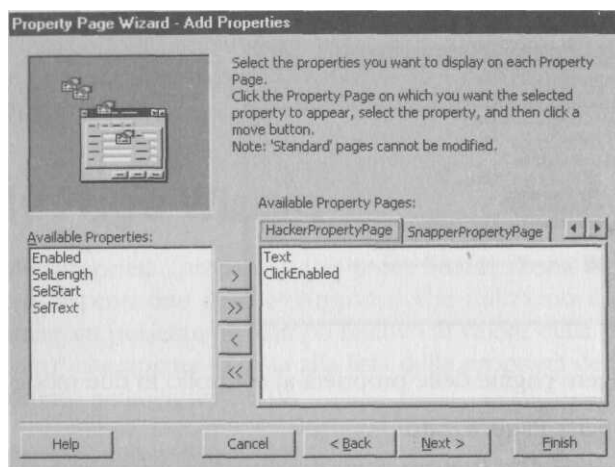 Property Page Wizard - Add Properties
Select the properties you want to display on each Property
Page.
Click the Property Page on which you want the selected
property to appear, select the property, and then click a
move button.
Note: 'Standard' pages cannot be modified.
Available Properties:
Enabled
SelLength
SelStart
SelText
>
>>
<
<<
Available Property Pages:
HackerPropertyPage
SnapperPropertyPage
Text
ClickEnabled
Help
Cancel
< Back
Next >
Finish